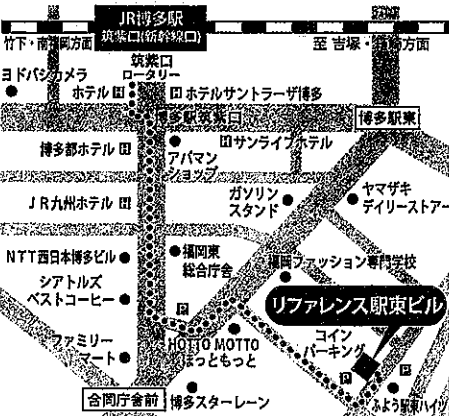 JR博多駅
筑紫口(新幹線口)
竹下・南福岡方面
至 吉塚・
方面
筑紫口
ロータリー
ヨドバシカメラ
ホテル H
H ホテルサントラーザ博多
博多駅筑紫口
博多駅東
博多都ホテル H
アパマン
ショップ
H サンライブホテル
JR九州ホテル H
ガソリン
スタンド
ヤマザキ
デイリーストアー
NTT西日本博多ビル
福岡東
総合庁舎
福岡ファッション専門学校
シアトルズ
ベストコーヒー
P
リファレンス駅東ビル
ファミリー
マート
HOTTO MOTTO
ほっともっと
コイン
パーキング
P
P
合同庁舎前
博多スターレーン
ふよう駅東ハイツ